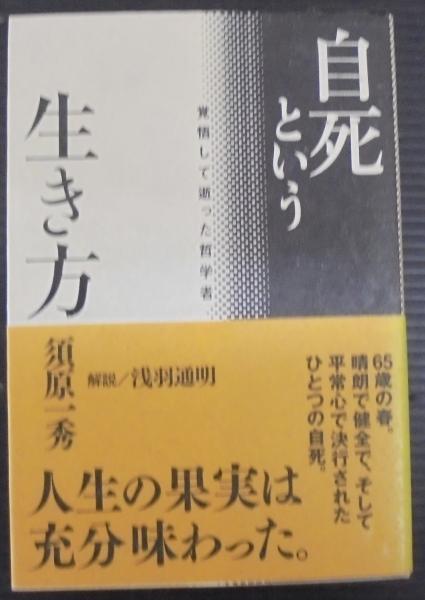 自死
という
生き方
覚悟して逝った哲学者
須原一秀
解説/浅羽通明
65歳の春。
晴朗で健全で、そして
平常心で決行された
ひとつの自死。
人生の果実は
充分味わった。